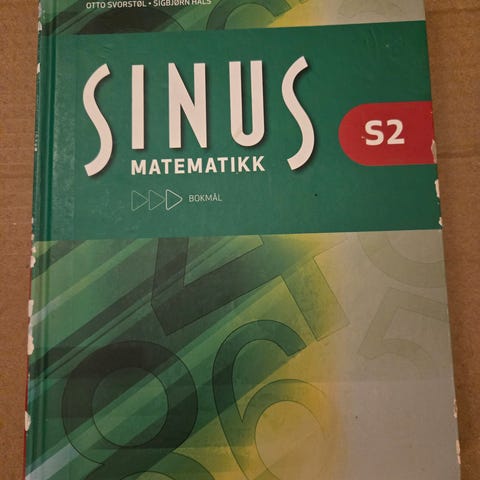 OTTO SVORSTØL • SIGBJØRN HALS
SINUS
S2
MATEMATIKK
BOKMÅL